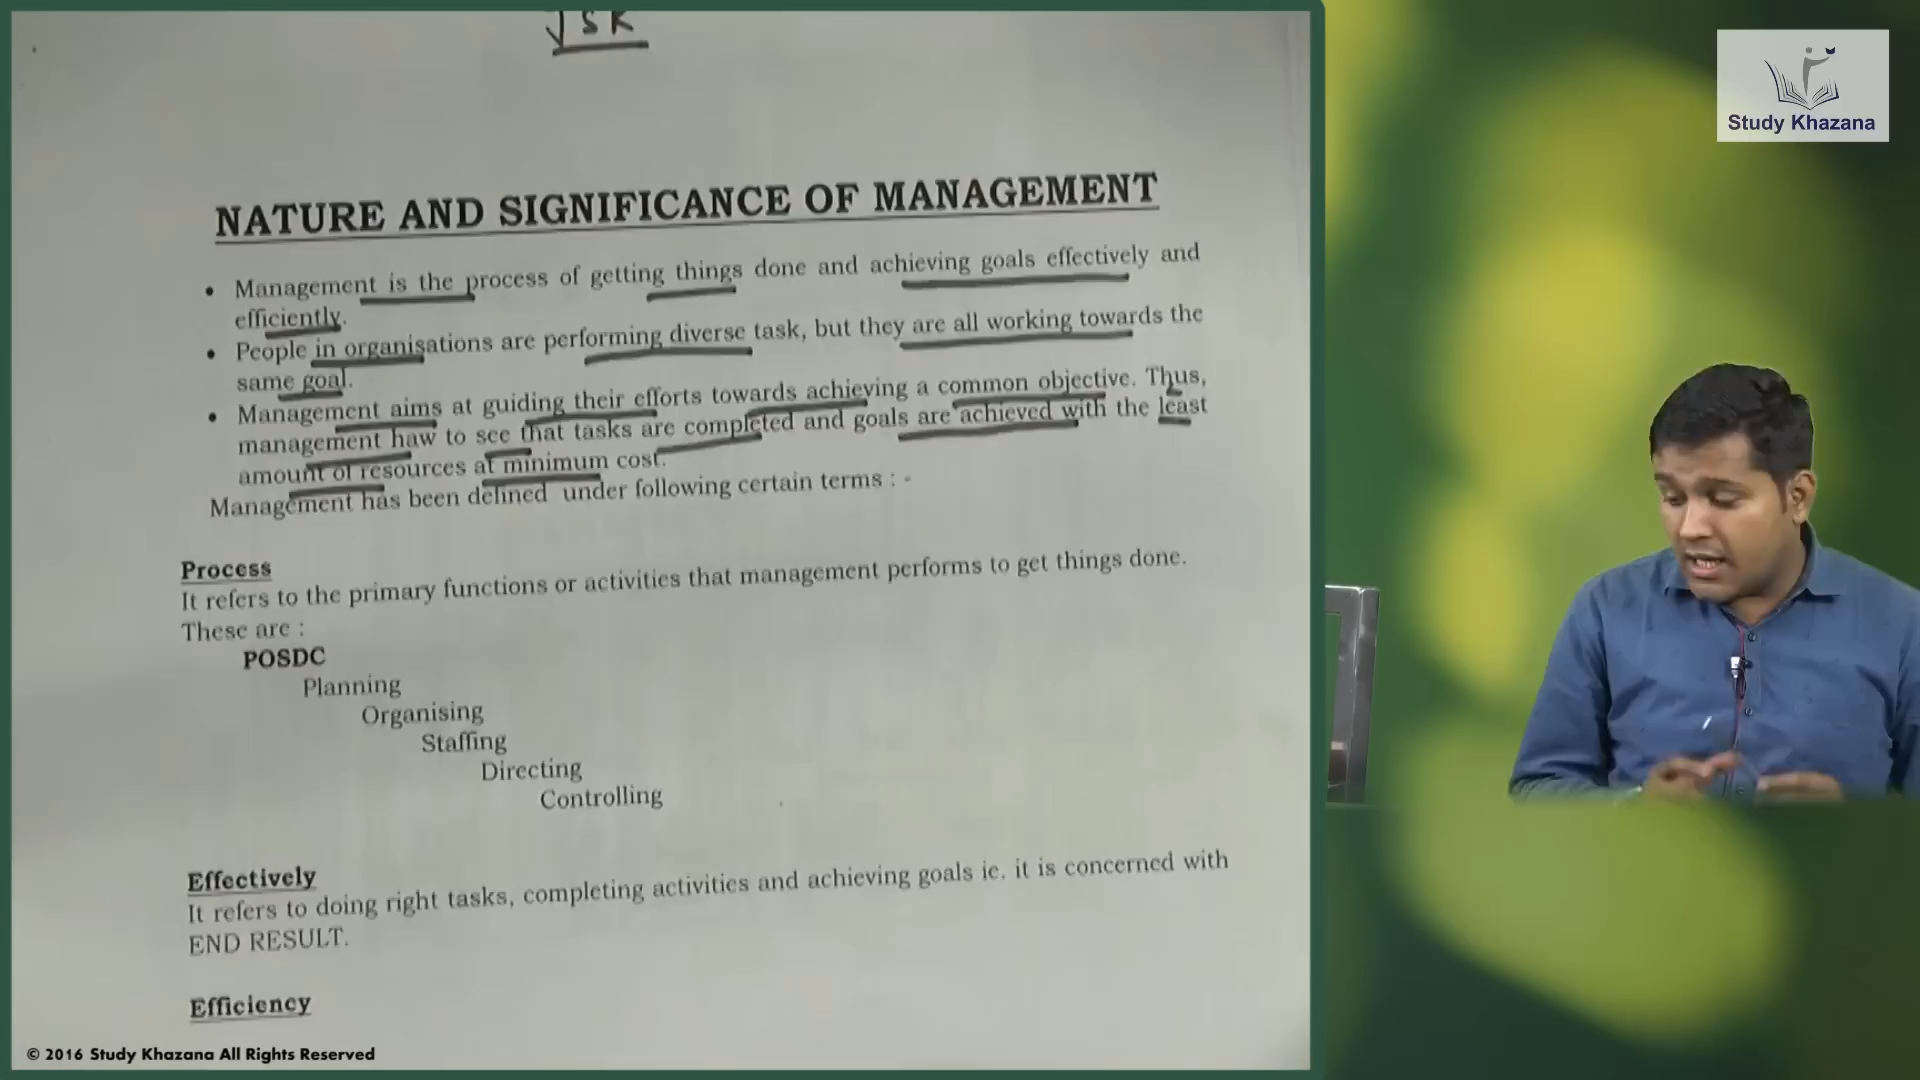 JSK
Study Khazana
NATURE AND SIGNIFICANCE OF MANAGEMENT
• Management is the process of getting things done and achieving goals effectively and
efficiently.
• People in organisations are performing diverse task, but they are all working towards the
same goal.
• Management aims at guiding their efforts towards achieving a common objective. Thus,
management haw to see that tasks are completed and goals are achieved with the least
amount of resources at minimum cost.
Management has been defined under following certain terms : -
Process
It refers to the primary functions or activities that management performs to get things done.
These are :
POSDC
Planning
Organising
Staffing
Directing
Controlling
Effectively
It refers to doing right tasks, completing activities and achieving goals ie. it is concerned with
END RESULT.
Efficiency
© 2016 Study Khazana All Rights Reserved